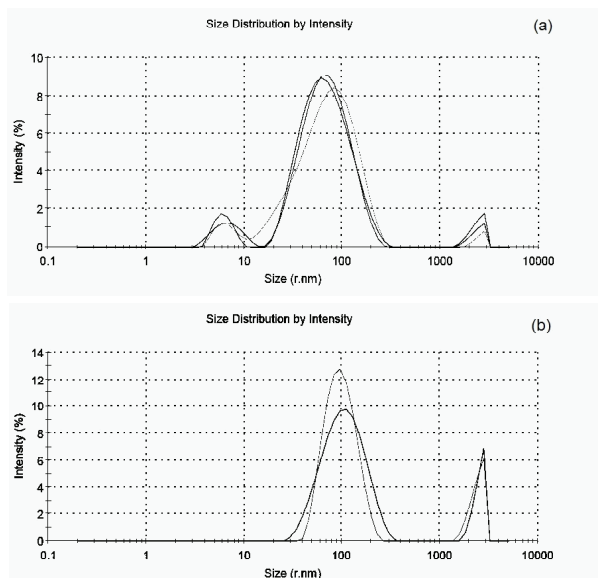 Size Distribution by Intensity
(a)
10
8
6
4
2
0
Intensity (%)
0.1 1 10 100 1000 10000
Size (r.nm)
Size Distribution by Intensity
(b)
14
12
10
8
6
4
2
0
Intensity (%)
0.1 1 10 100 1000 10000
Size (r.nm)